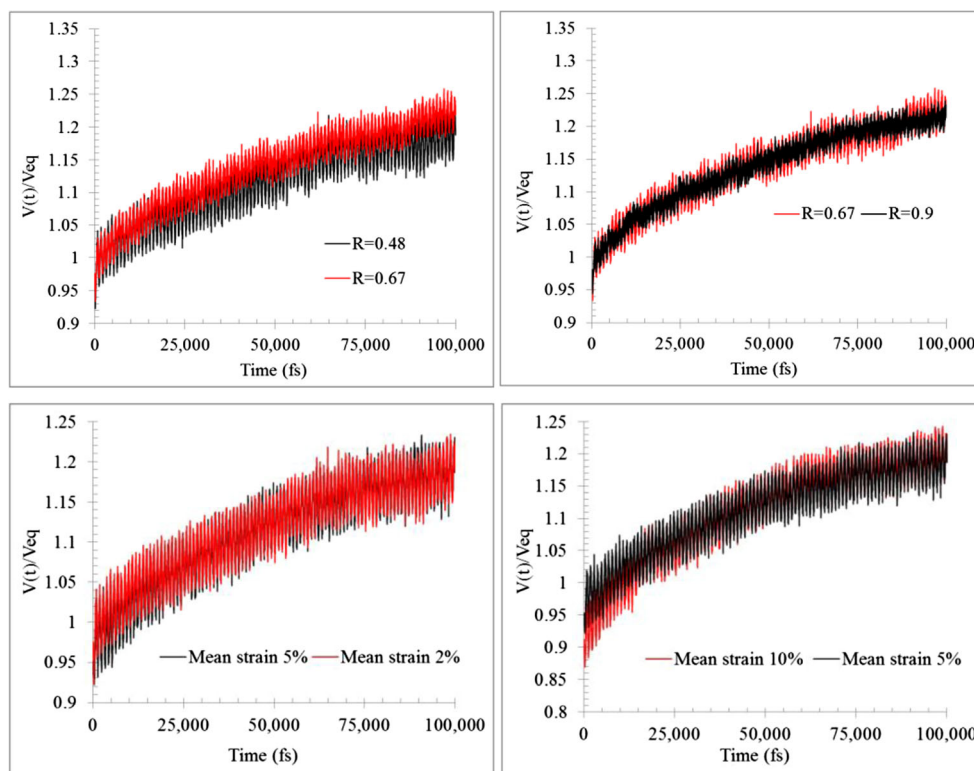 1.35
1.3
1.25
1.2
1.15
1.1
1.05
1
0.95
0.9
V(t)/Veq
R=0.48
R=0.67
0 25,000 50,000 75,000 100,000
Time (fs)
1.35
1.3
1.25
1.2
1.15
1.1
1.05
1
0.95
0.9
V(t)/Veq
R=0.67 R=0.9
0 25,000 50,000 75,000 100,000
Time (fs)
1.25
1.2
1.15
1.1
1.05
1
0.95
0.9
V(t)/Veq
Mean strain 5% Mean strain 2%
0 25,000 50,000 75,000 100,000
Time (fs)
1.25
1.2
1.15
1.1
1.05
1
0.95
0.9
0.85
0.8
V(t)/Veq
Mean strain 10% Mean strain 5%
0 25,000 50,000 75,000 100,000
Time (fs)